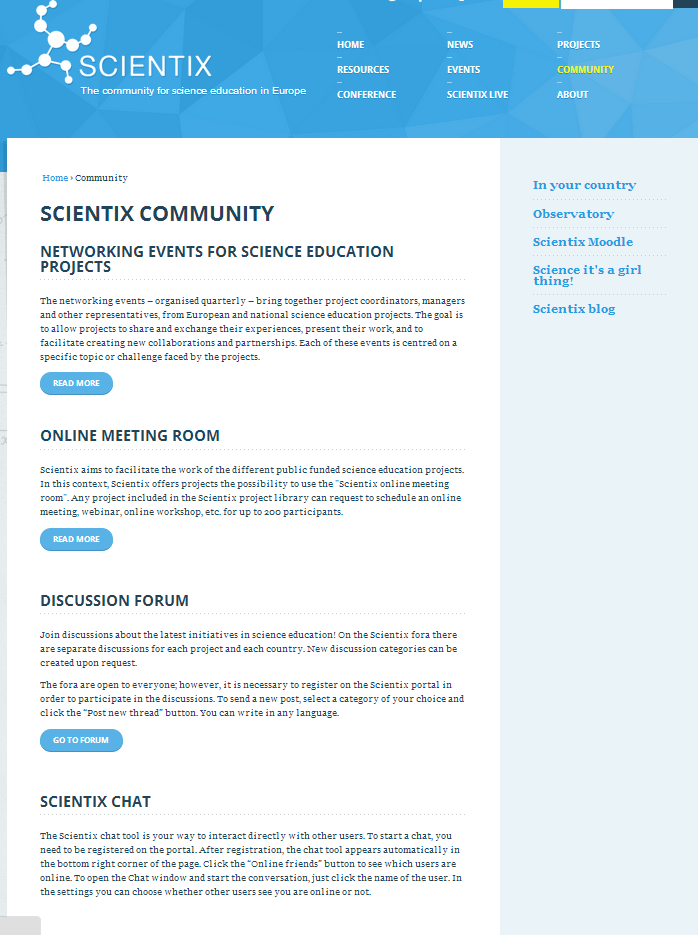 SCIENTIX
The community for science education in Europe
HOME
NEWS
PROJECTS
RESOURCES
EVENTS
COMMUNITY
CONFERENCE
SCIENTIX LIVE
ABOUT
Home › Community
SCIENTIX COMMUNITY
NETWORKING EVENTS FOR SCIENCE EDUCATION
PROJECTS
The networking events – organised quarterly – bring together project coordinators, managers
and other representatives, from European and national science education projects. The goal is
to allow projects to share and exchange their experiences, present their work, and to
facilitate creating new collaborations and partnerships. Each of these events is centred on a
specific topic or challenge faced by the projects.
READ MORE
ONLINE MEETING ROOM
Scientix aims to facilitate the work of the different public funded science education projects.
In this context, Scientix offers projects the possibility to use the "Scientix online meeting
room". Any project included in the Scientix project library can request to schedule an online
meeting, webinar, online workshop, etc. for up to 200 participants.
READ MORE
DISCUSSION FORUM
Join discussions about the latest initiatives in science education! On the Scientix fora there
are separate discussions for each project and each country. New discussion categories can be
created upon request.
The fora are open to everyone; however, it is necessary to register on the Scientix portal in
order to participate in the discussions. To send a new post, select a category of your choice and
click the "Post new thread" button. You can write in any language.
GO TO FORUM
SCIENTIX CHAT
The Scientix chat tool is your way to interact directly with other users. To start a chat, you
need to be registered on the portal. After registration, the chat tool appears automatically in
the bottom right corner of the page. Click the "Online friends" button to see which users are
online. To open the Chat window and start the conversation, just click the name of the user. In
the settings you can choose whether other users see you are online or not.
In your country
Observatory
Scientix Moodle
Science it's a girl
thing!
Scientix blog